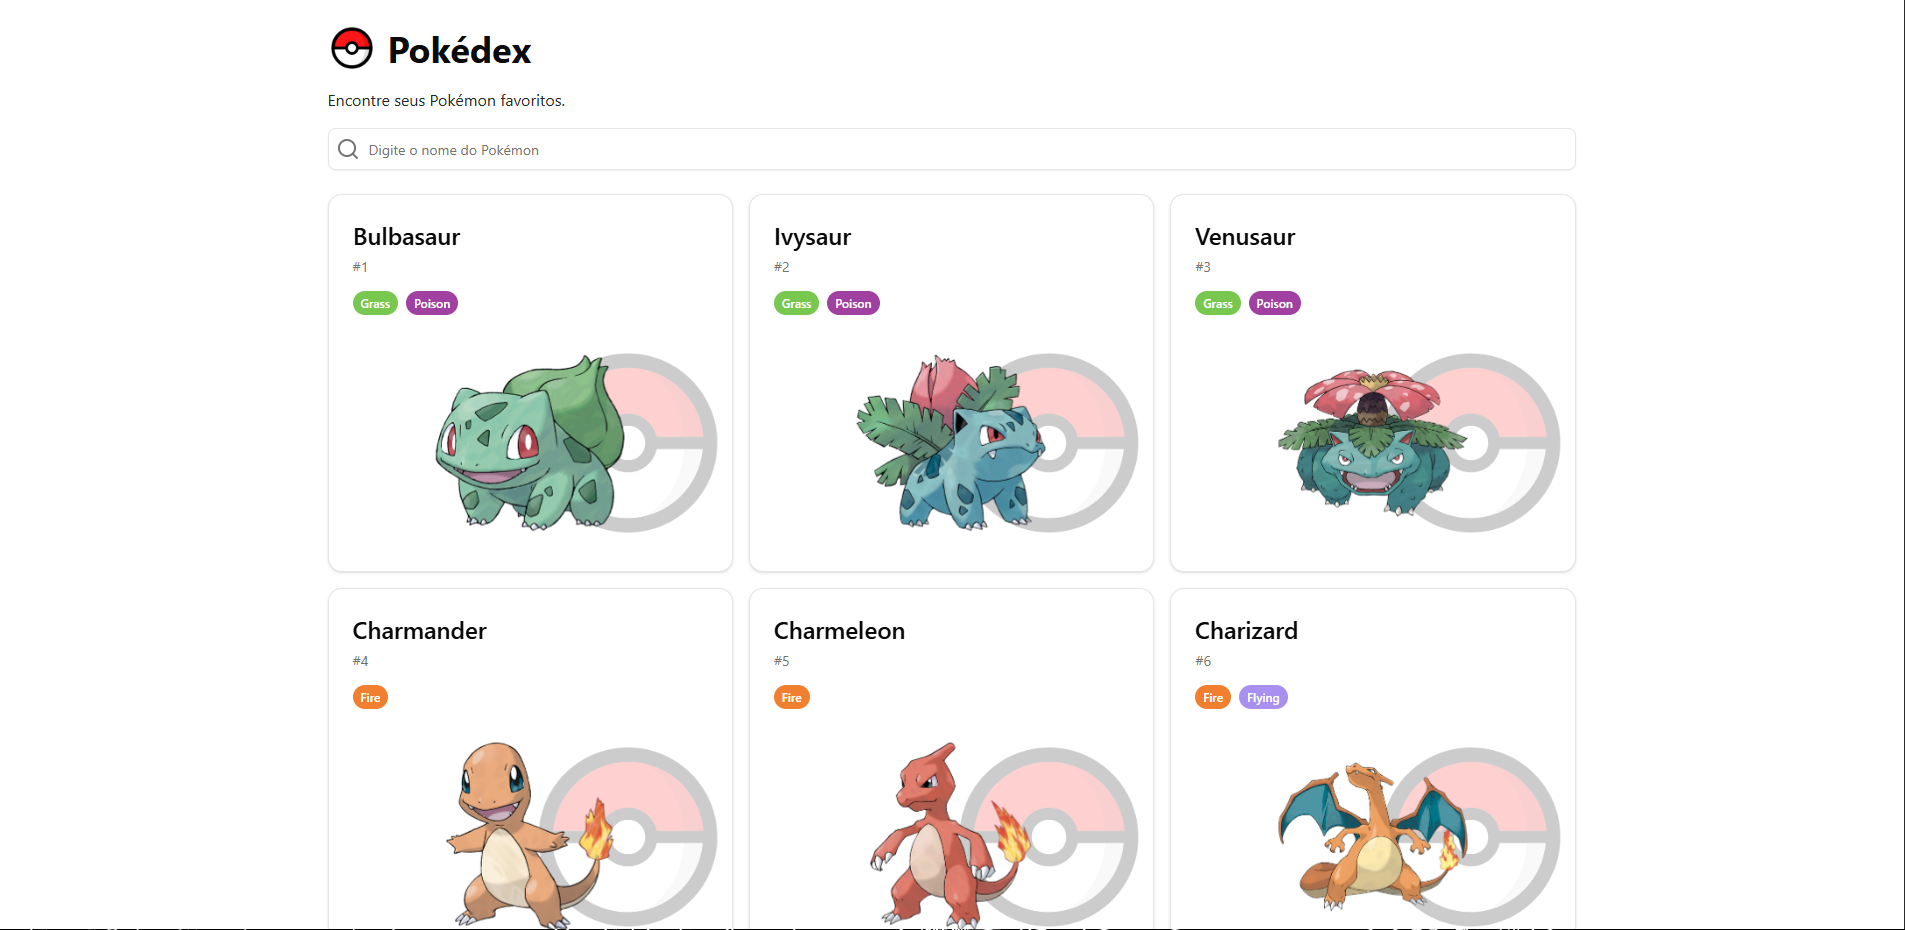 Pokédex
Encontre seus Pokémon favoritos.
Digite o nome do Pokémon
Bulbasaur
#1
Grass Poison
Ivysaur
#2
Grass Poison
Venusaur
#3
Grass Poison
Charmander
#4
Fire
Charmeleon
#5
Fire
Charizard
#6
Fire Flying